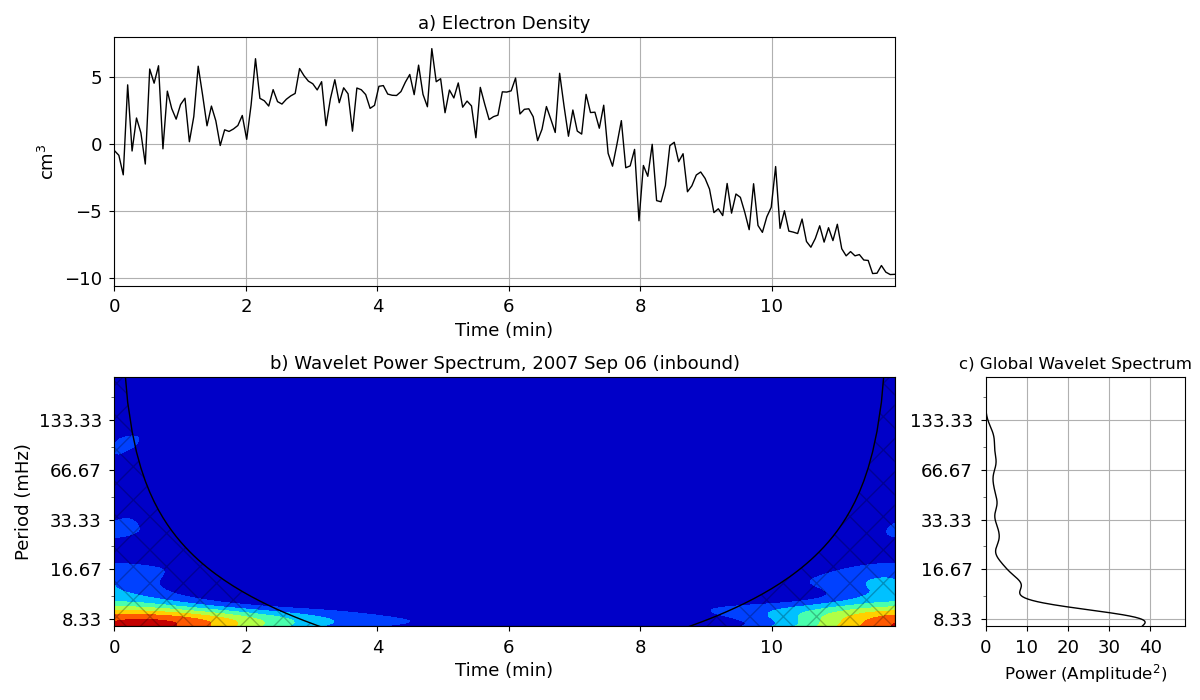 a) Electron Density
cm³
5
0
−5
−10
0 2 4 6 8 10
Time (min)
b) Wavelet Power Spectrum, 2007 Sep 06 (inbound)
Period (mHz)
133.33
66.67
33.33
16.67
8.33
0 2 4 6 8 10
Time (min)
c) Global Wavelet Spectrum
133.33
66.67
33.33
16.67
8.33
0 10 20 30 40
Power (Amplitude²)